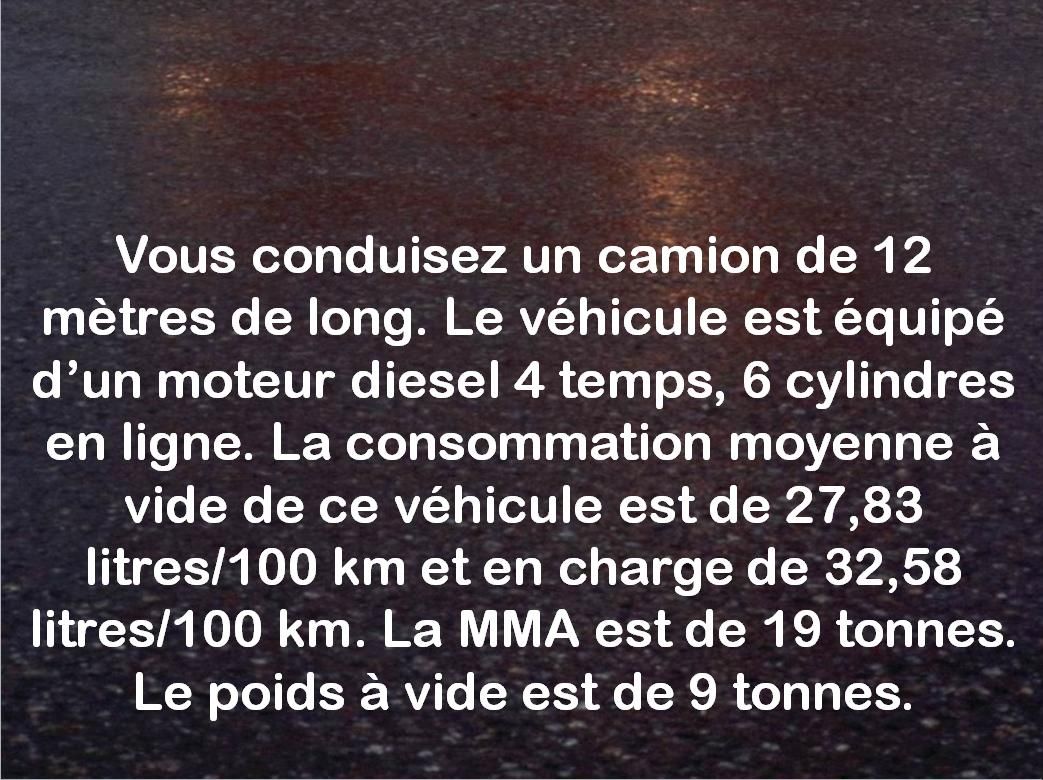 Vous conduisez un camion de 12
mètres de long. Le véhicule est équipé
d’un moteur diesel 4 temps, 6 cylindres
en ligne. La consommation moyenne à
vide de ce véhicule est de 27,83
litres/100 km et en charge de 32,58
litres/100 km. La MMA est de 19 tonnes.
Le poids à vide est de 9 tonnes.